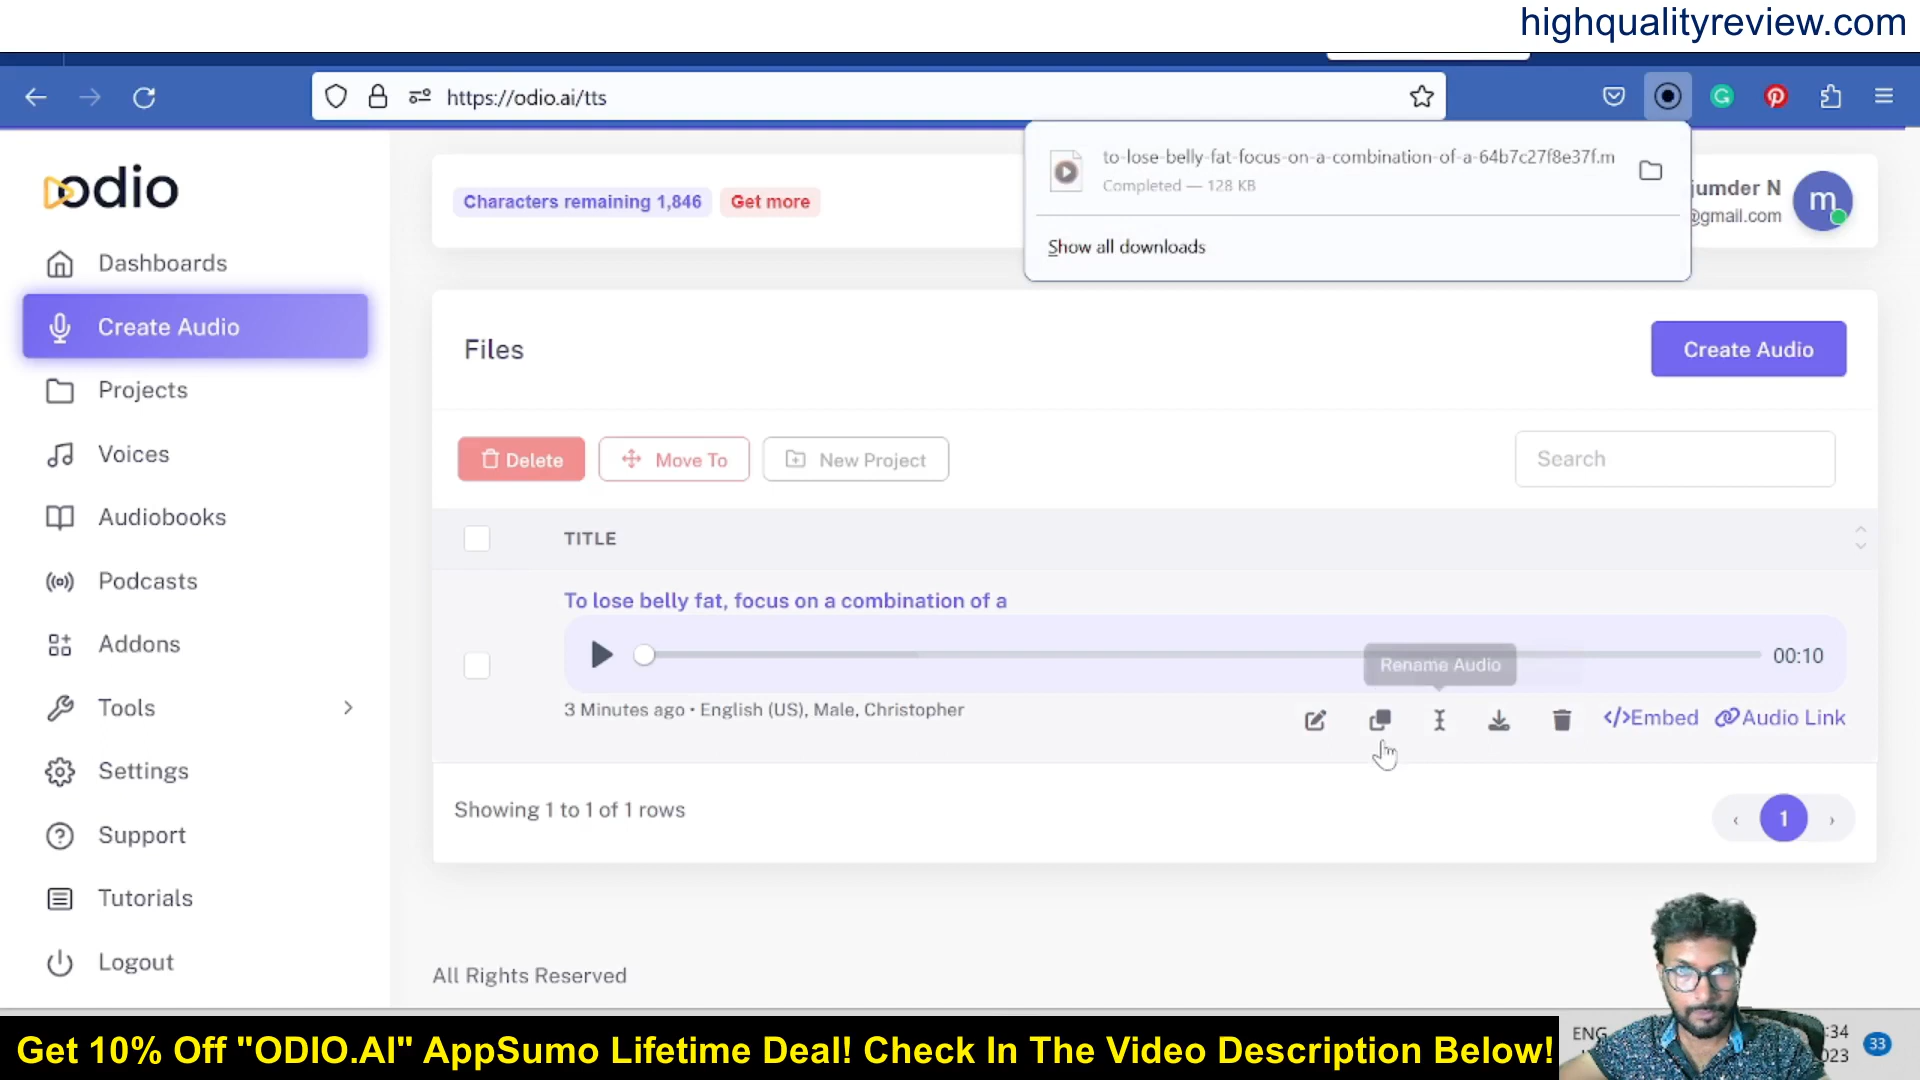 highqualityreview.com
https://odio.ai/tts
to-lose-belly-fat-focus-on-a-combination-of-a-64b7c27f8e37f.m
Completed — 128 KB
Show all downloads
odio
Characters remaining 1,846
Get more
jumder N
@gmail.com
m
Dashboards
Create Audio
Projects
Voices
Audiobooks
Podcasts
Addons
Tools
Settings
Support
Tutorials
Logout
Files
Create Audio
Delete
Move To
New Project
Search
TITLE
To lose belly fat, focus on a combination of a
00:10
Rename Audio
3 Minutes ago • English (US), Male, Christopher
</>Embed
Audio Link
Showing 1 to 1 of 1 rows
‹ 1 ›
All Rights Reserved
Get 10% Off "ODIO.AI" AppSumo Lifetime Deal! Check In The Video Description Below!
ENG
:34
023
33